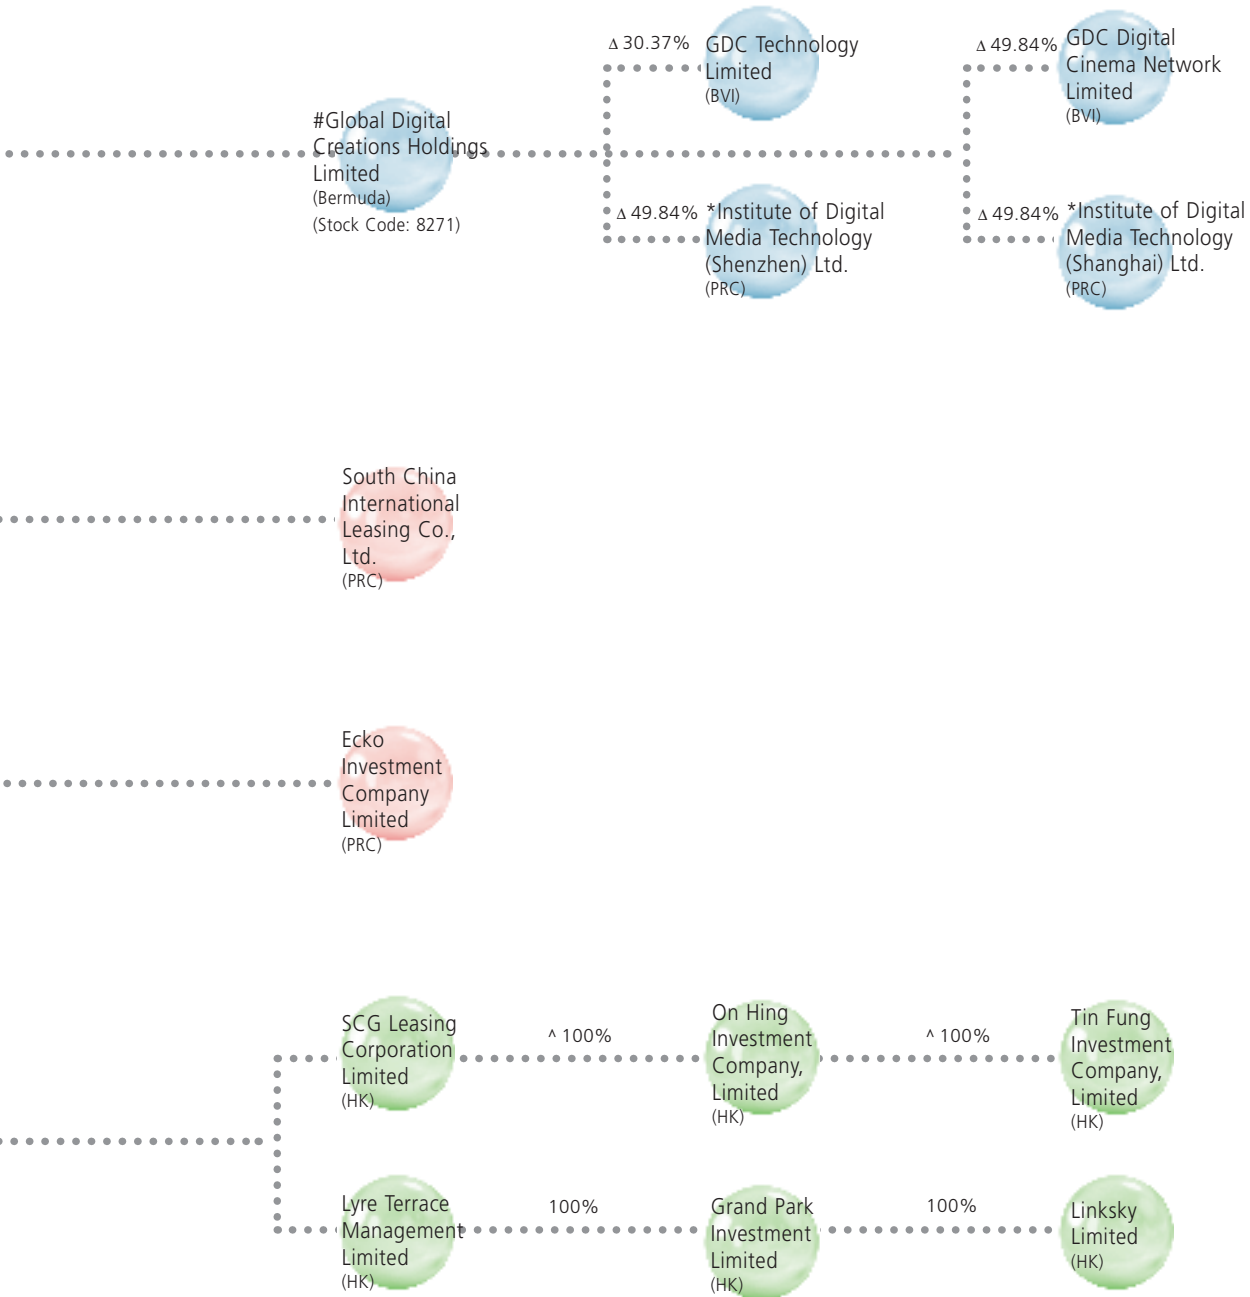 #Global Digital
Creations Holdings
Limited
(Bermuda)
(Stock Code: 8271)
Δ 30.37%
GDC Technology
Limited
(BVI)
Δ 49.84%
GDC Digital
Cinema Network
Limited
(BVI)
Δ 49.84%
*Institute of Digital
Media Technology
(Shenzhen) Ltd.
(PRC)
Δ 49.84%
*Institute of Digital
Media Technology
(Shanghai) Ltd.
(PRC)
South China
International
Leasing Co.,
Ltd.
(PRC)
Ecko
Investment
Company
Limited
(PRC)
SCG Leasing
Corporation
Limited
(HK)
^ 100%
On Hing
Investment
Company,
Limited
(HK)
^ 100%
Tin Fung
Investment
Company,
Limited
(HK)
Lyre Terrace
Management
Limited
(HK)
100%
Grand Park
Investment
Limited
(HK)
100%
Linksky
Limited
(HK)